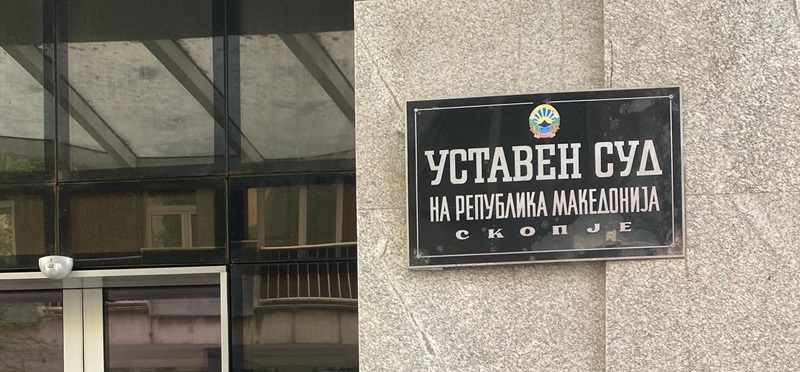 УСТАВЕН СУД
НА РЕПУБЛИКА МАКЕДОНИЈА
СКОПЈЕ